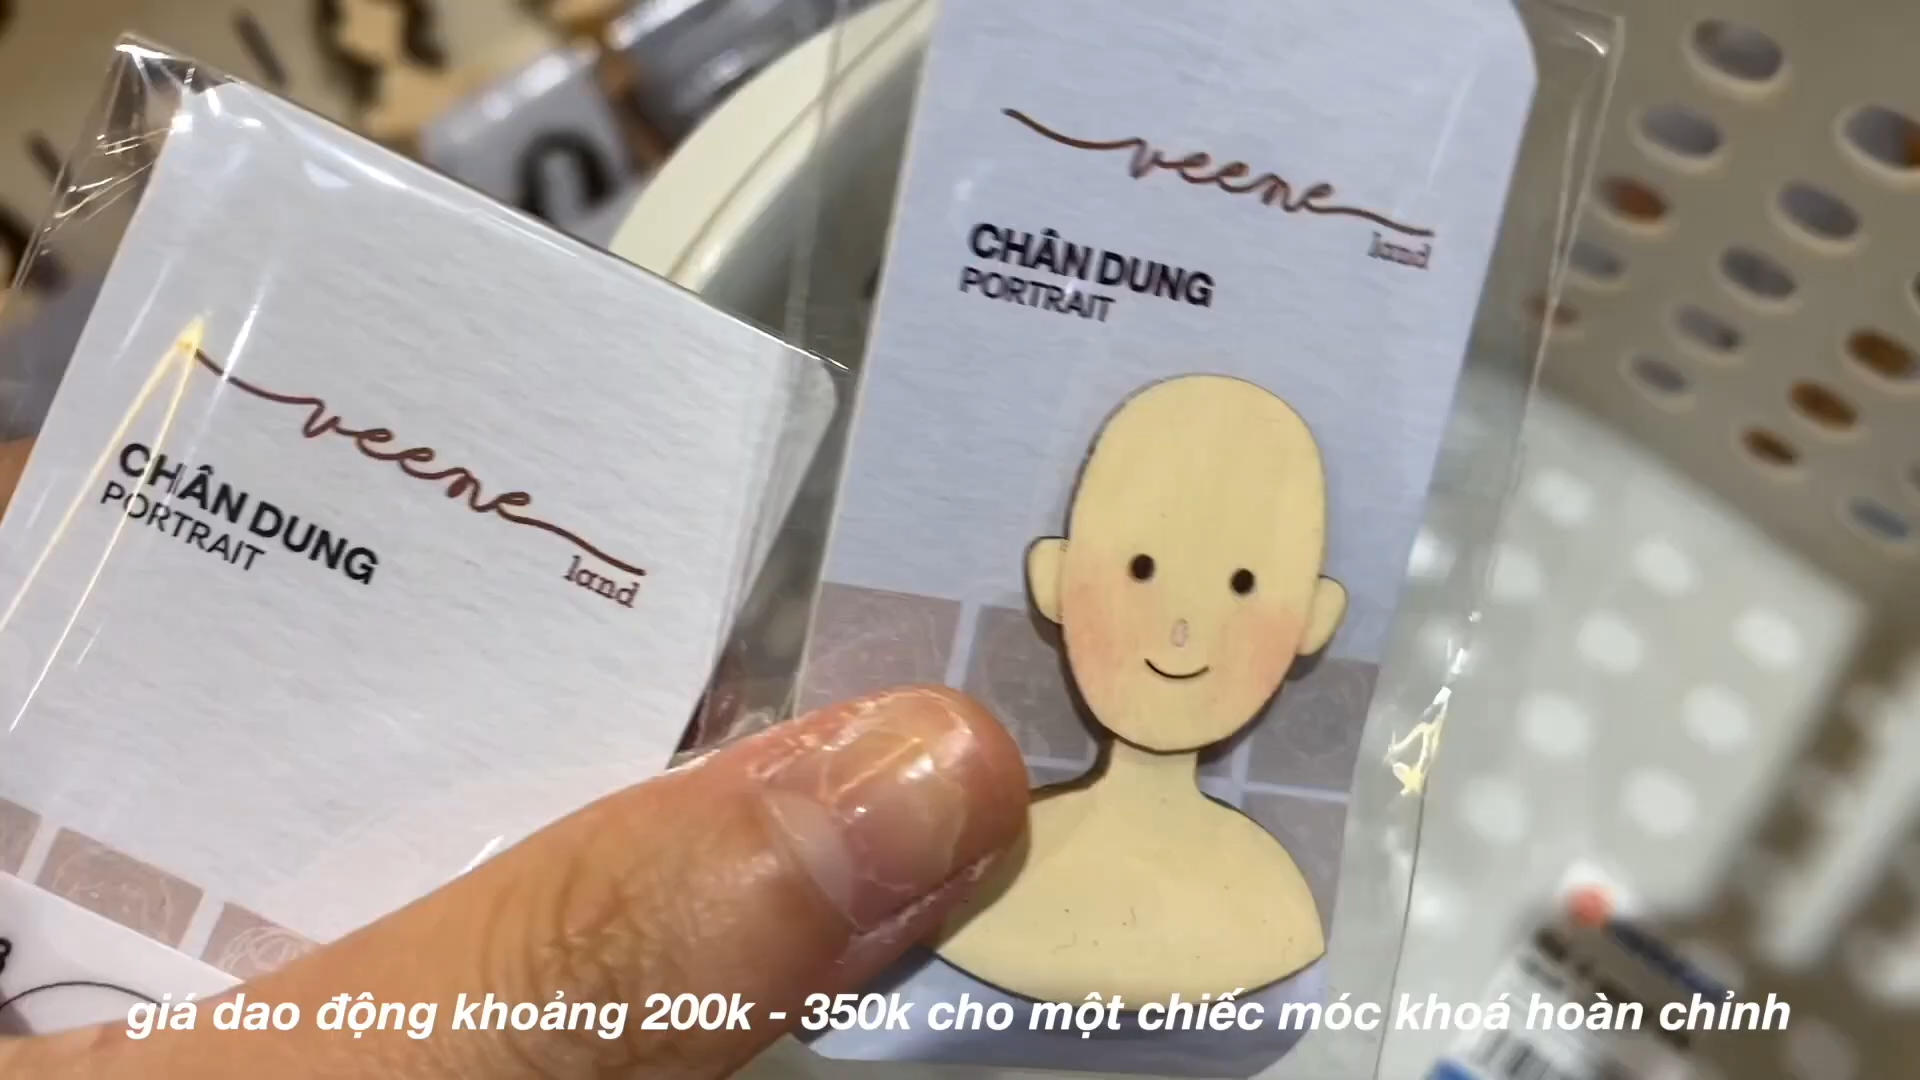 veene
land
CHÂN DUNG
PORTRAIT
veene
land
CHÂN DUNG
PORTRAIT
giá dao động khoảng 200k - 350k cho một chiếc móc khoá hoàn chỉnh